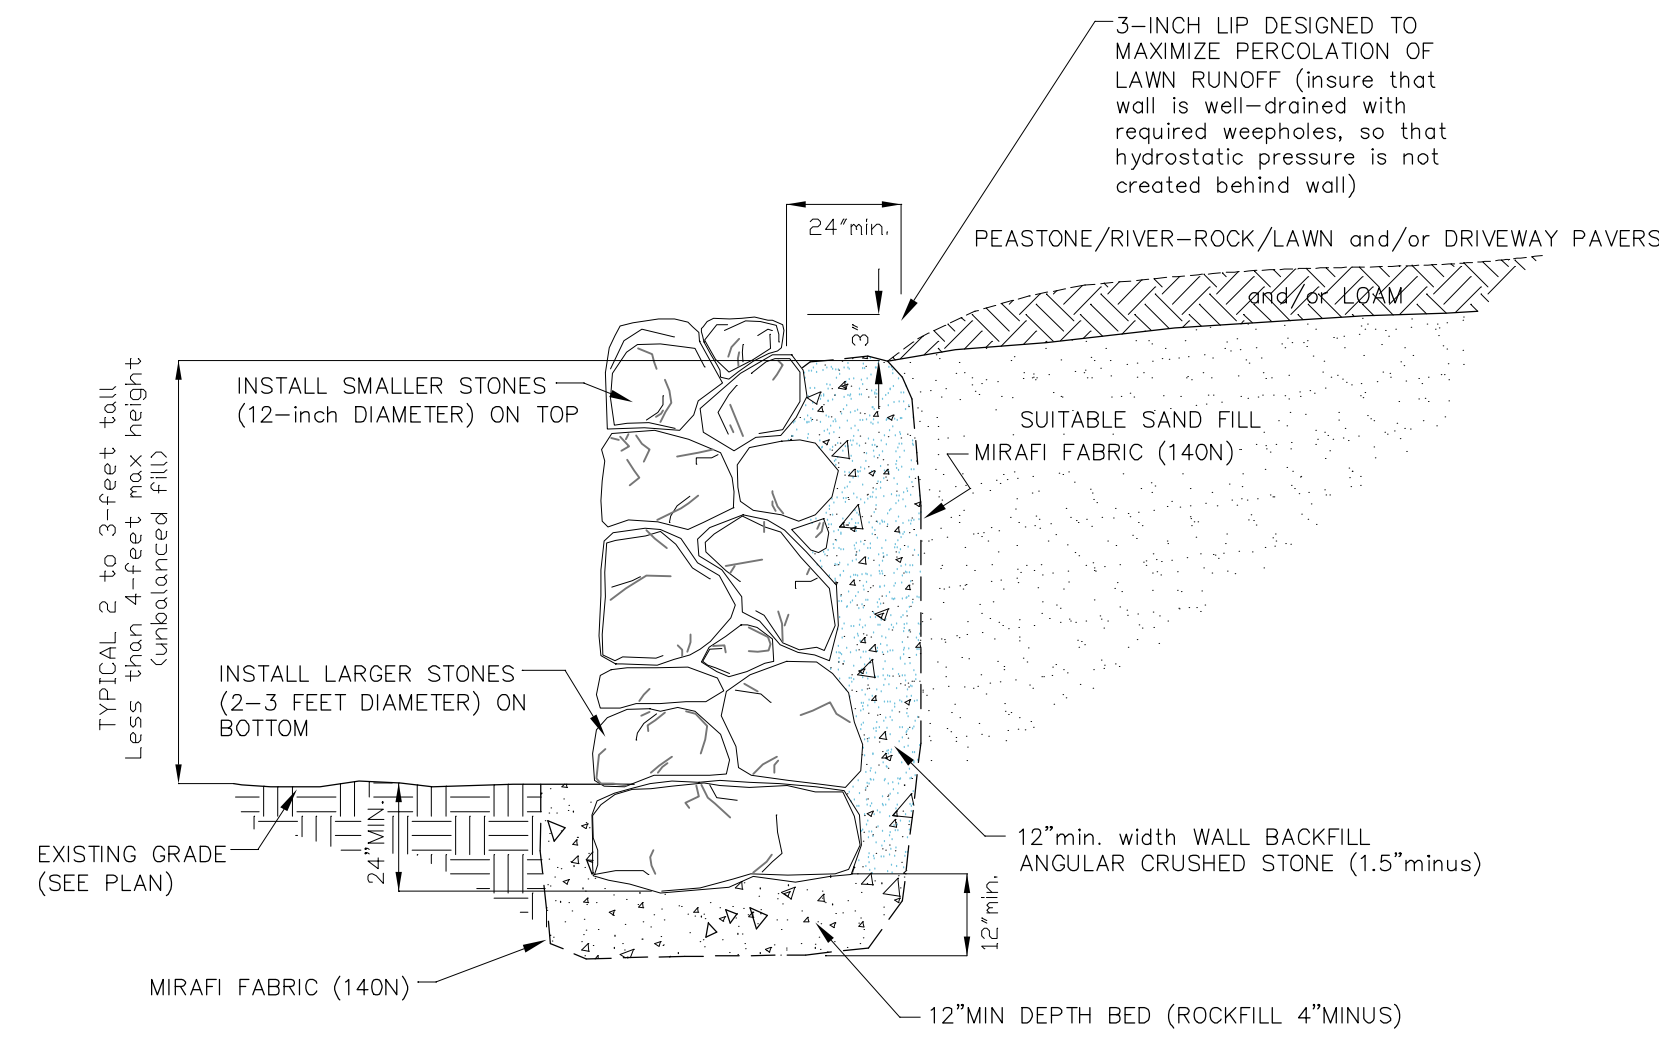 3-INCH LIP DESIGNED TO
MAXIMIZE PERCOLATION OF
LAWN RUNOFF (insure that
wall is well-drained with
required weepholes, so that
hydrostatic pressure is not
created behind wall)
24"min.
PEASTONE/RIVER-ROCK/LAWN and/or DRIVEWAY PAVERS
and/or LOAM
3"
TYPICAL 2 to 3-feet tall
Less than 4-feet max height
(unbalanced fill)
INSTALL SMALLER STONES
(12-inch DIAMETER) ON TOP
SUITABLE SAND FILL
MIRAFI FABRIC (140N)
INSTALL LARGER STONES
(2-3 FEET DIAMETER) ON
BOTTOM
24"MIN.
EXISTING GRADE
(SEE PLAN)
12"min. width WALL BACKFILL
ANGULAR CRUSHED STONE (1.5"minus)
12"min.
MIRAFI FABRIC (140N)
12"MIN DEPTH BED (ROCKFILL 4"MINUS)